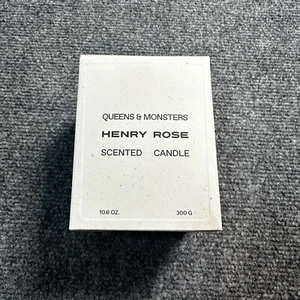 QUEENS & MONSTERS
HENRY ROSE
SCENTED CANDLE
10.6 OZ. 300 G